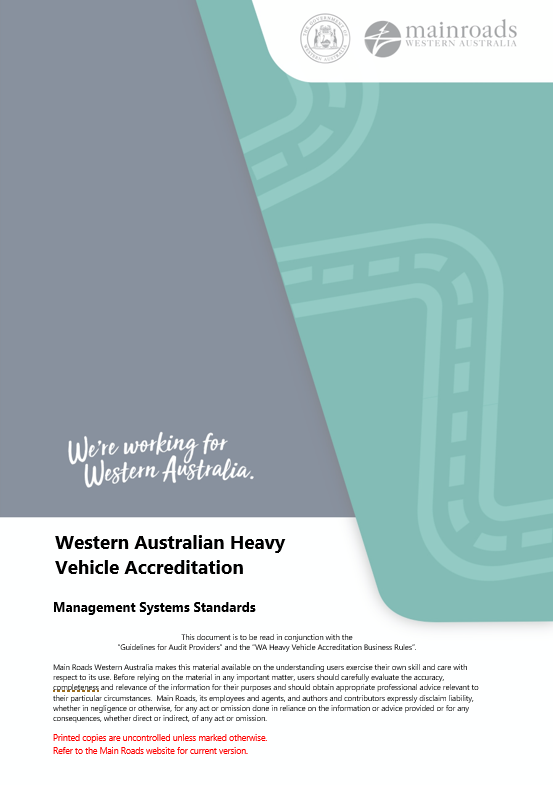 mainroads
WESTERN AUSTRALIA
We're working for
Western Australia.
Western Australian Heavy
Vehicle Accreditation
Management Systems Standards
This document is to be read in conjunction with the
"Guidelines for Audit Providers" and the "WA Heavy Vehicle Accreditation Business Rules".
Main Roads Western Australia makes this material available on the understanding users exercise their own skill and care with
respect to its use. Before relying on the material in any important matter, users should carefully evaluate the accuracy,
completeness and relevance of the information for their purposes and should obtain appropriate professional advice relevant to
their particular circumstances. Main Roads, its employees and agents, and authors and contributors expressly disclaim liability,
whether in negligence or otherwise, for any act or omission done in reliance on the information or advice provided or for any
consequences, whether direct or indirect, of any act or omission.
Printed copies are uncontrolled unless marked otherwise.
Refer to the Main Roads website for current version.